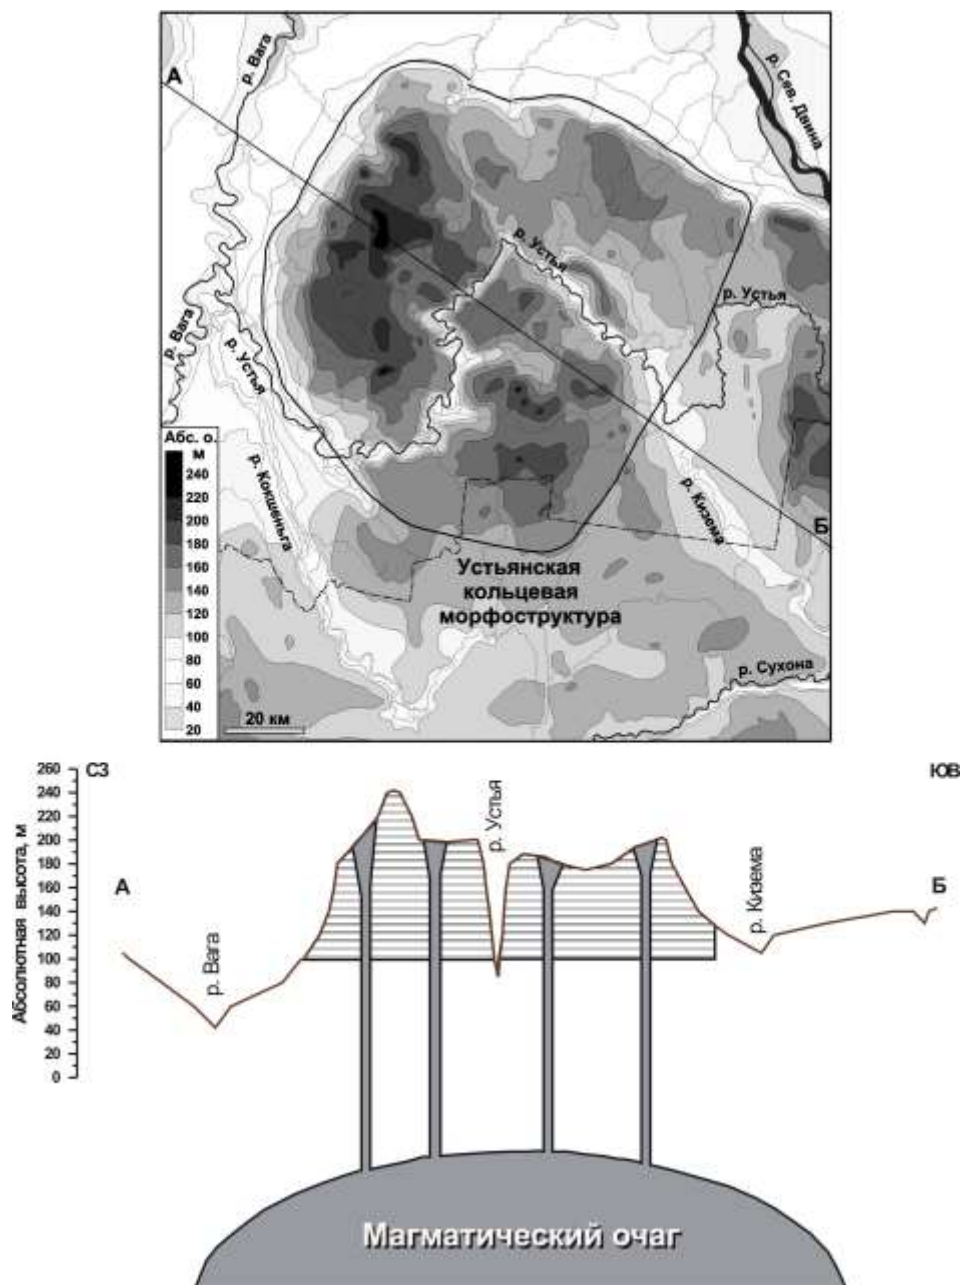 р. Вага
А
р. Сев. Двина
р. Устья
р. Устья
р. Вага
р. Устья
Абс. о.
м
240
220
200
180
160
140
120
100
80
60
40
20
р. Кокшеньга
р. Кизема
Б
Устьянская
кольцевая
морфоструктура
р. Сухона
20 км
260
240
220
200
180
160
140
120
100
80
60
40
20
0
Абсолютная высота, м
СЗ
ЮВ
А
Б
р. Вага
р. Устья
р. Кизема
Магматический очаг